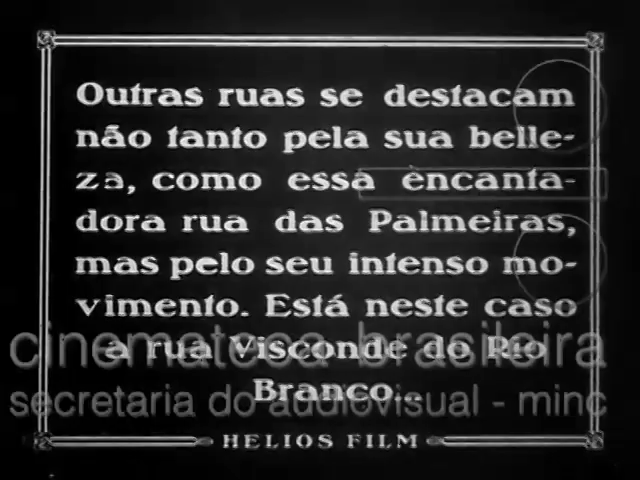 Outras ruas se destacam
não tanto pela sua belle-
za, como essa encanta-
dora rua das Palmeiras,
mas pelo seu intenso mo-
vimento. Está neste caso
cinemateca brasileira
a rua Visconde do Rio
Branco...
secretaria do audiovisual - minc
HELIOS FILM